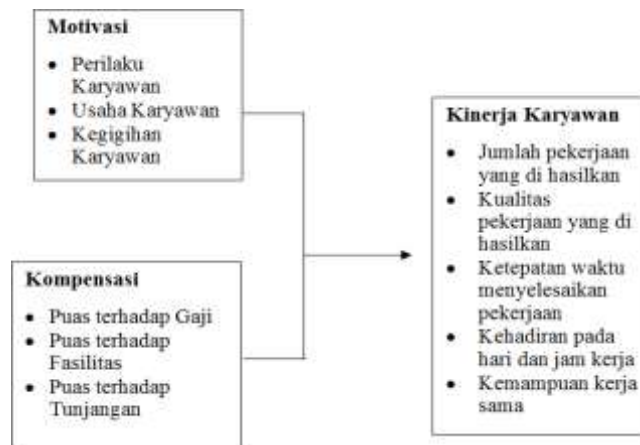 Motivasi
• Perilaku
Karyawan
• Usaha Karyawan
• Kegigihan
Karyawan
Kompensasi
• Puas terhadap Gaji
• Puas terhadap
Fasilitas
• Puas terhadap
Tunjangan
Kinerja Karyawan
• Jumlah pekerjaan
yang di hasilkan
• Kualitas
pekerjaan yang di
hasilkan
• Ketepatan waktu
menyelesaikan
pekerjaan
• Kehadiran pada
hari dan jam kerja
• Kemampuan kerja
sama